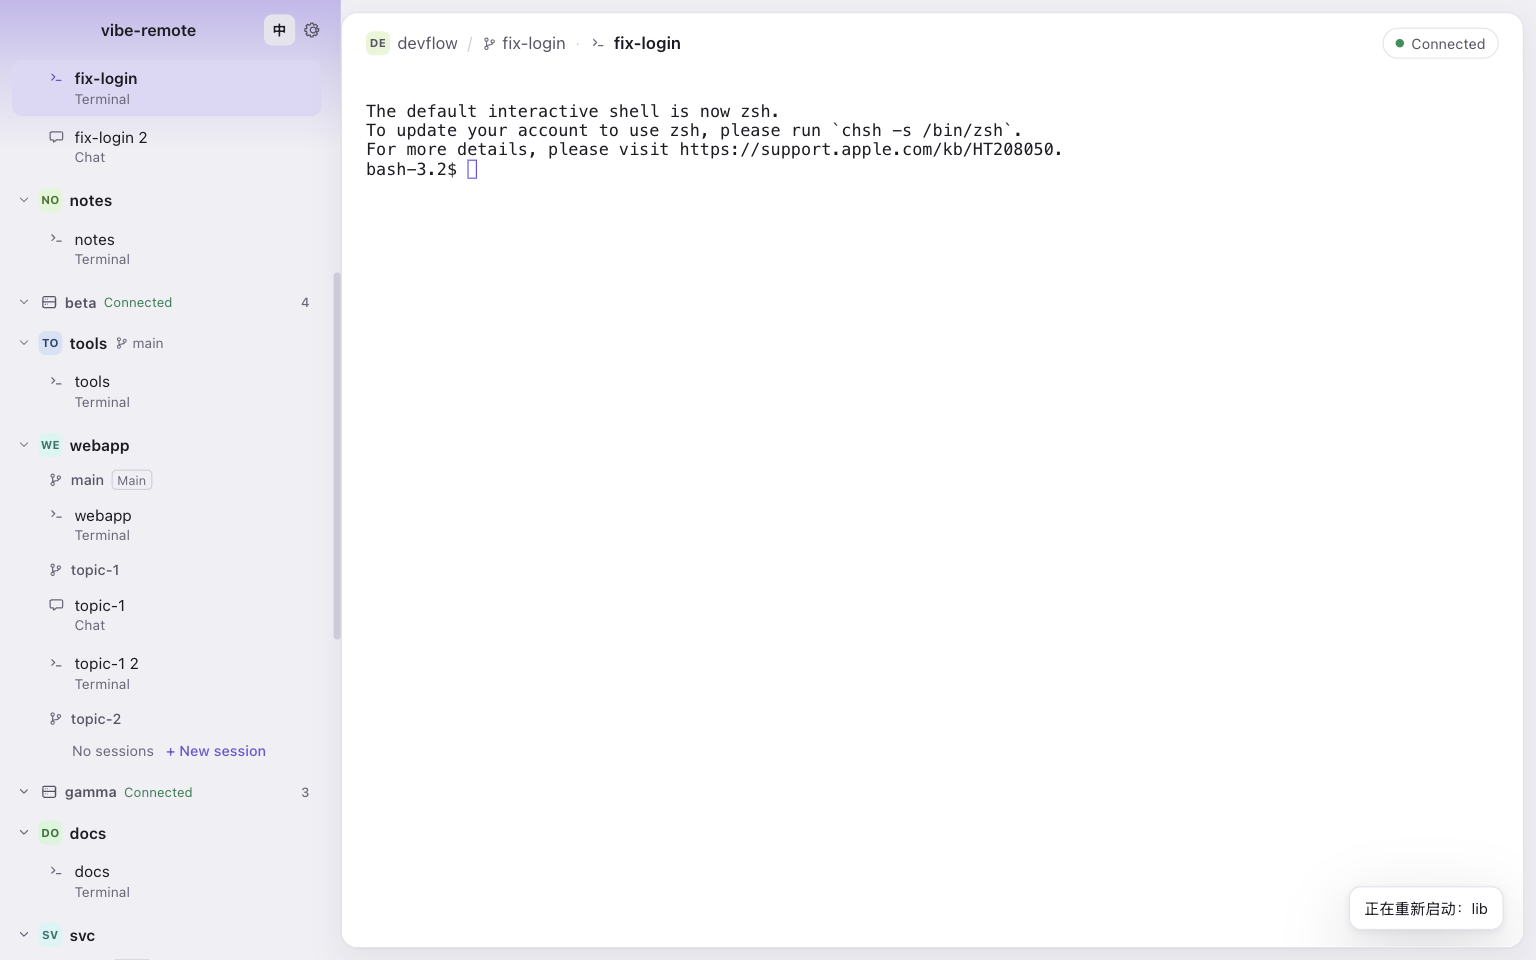 vibe-remote 中
fix-login
Terminal
fix-login 2
Chat
NO notes
notes
Terminal
beta Connected 4
TO tools main
tools
Terminal
WE webapp
main Main
webapp
Terminal
topic-1
topic-1
Chat
topic-1 2
Terminal
topic-2
No sessions + New session
gamma Connected 3
DO docs
docs
Terminal
SV svc
DE devflow / fix-login · >_ fix-login
Connected
The default interactive shell is now zsh.
To update your account to use zsh, please run `chsh -s /bin/zsh`.
For more details, please visit https://support.apple.com/kb/HT208050.
bash-3.2$
正在重新启动：lib